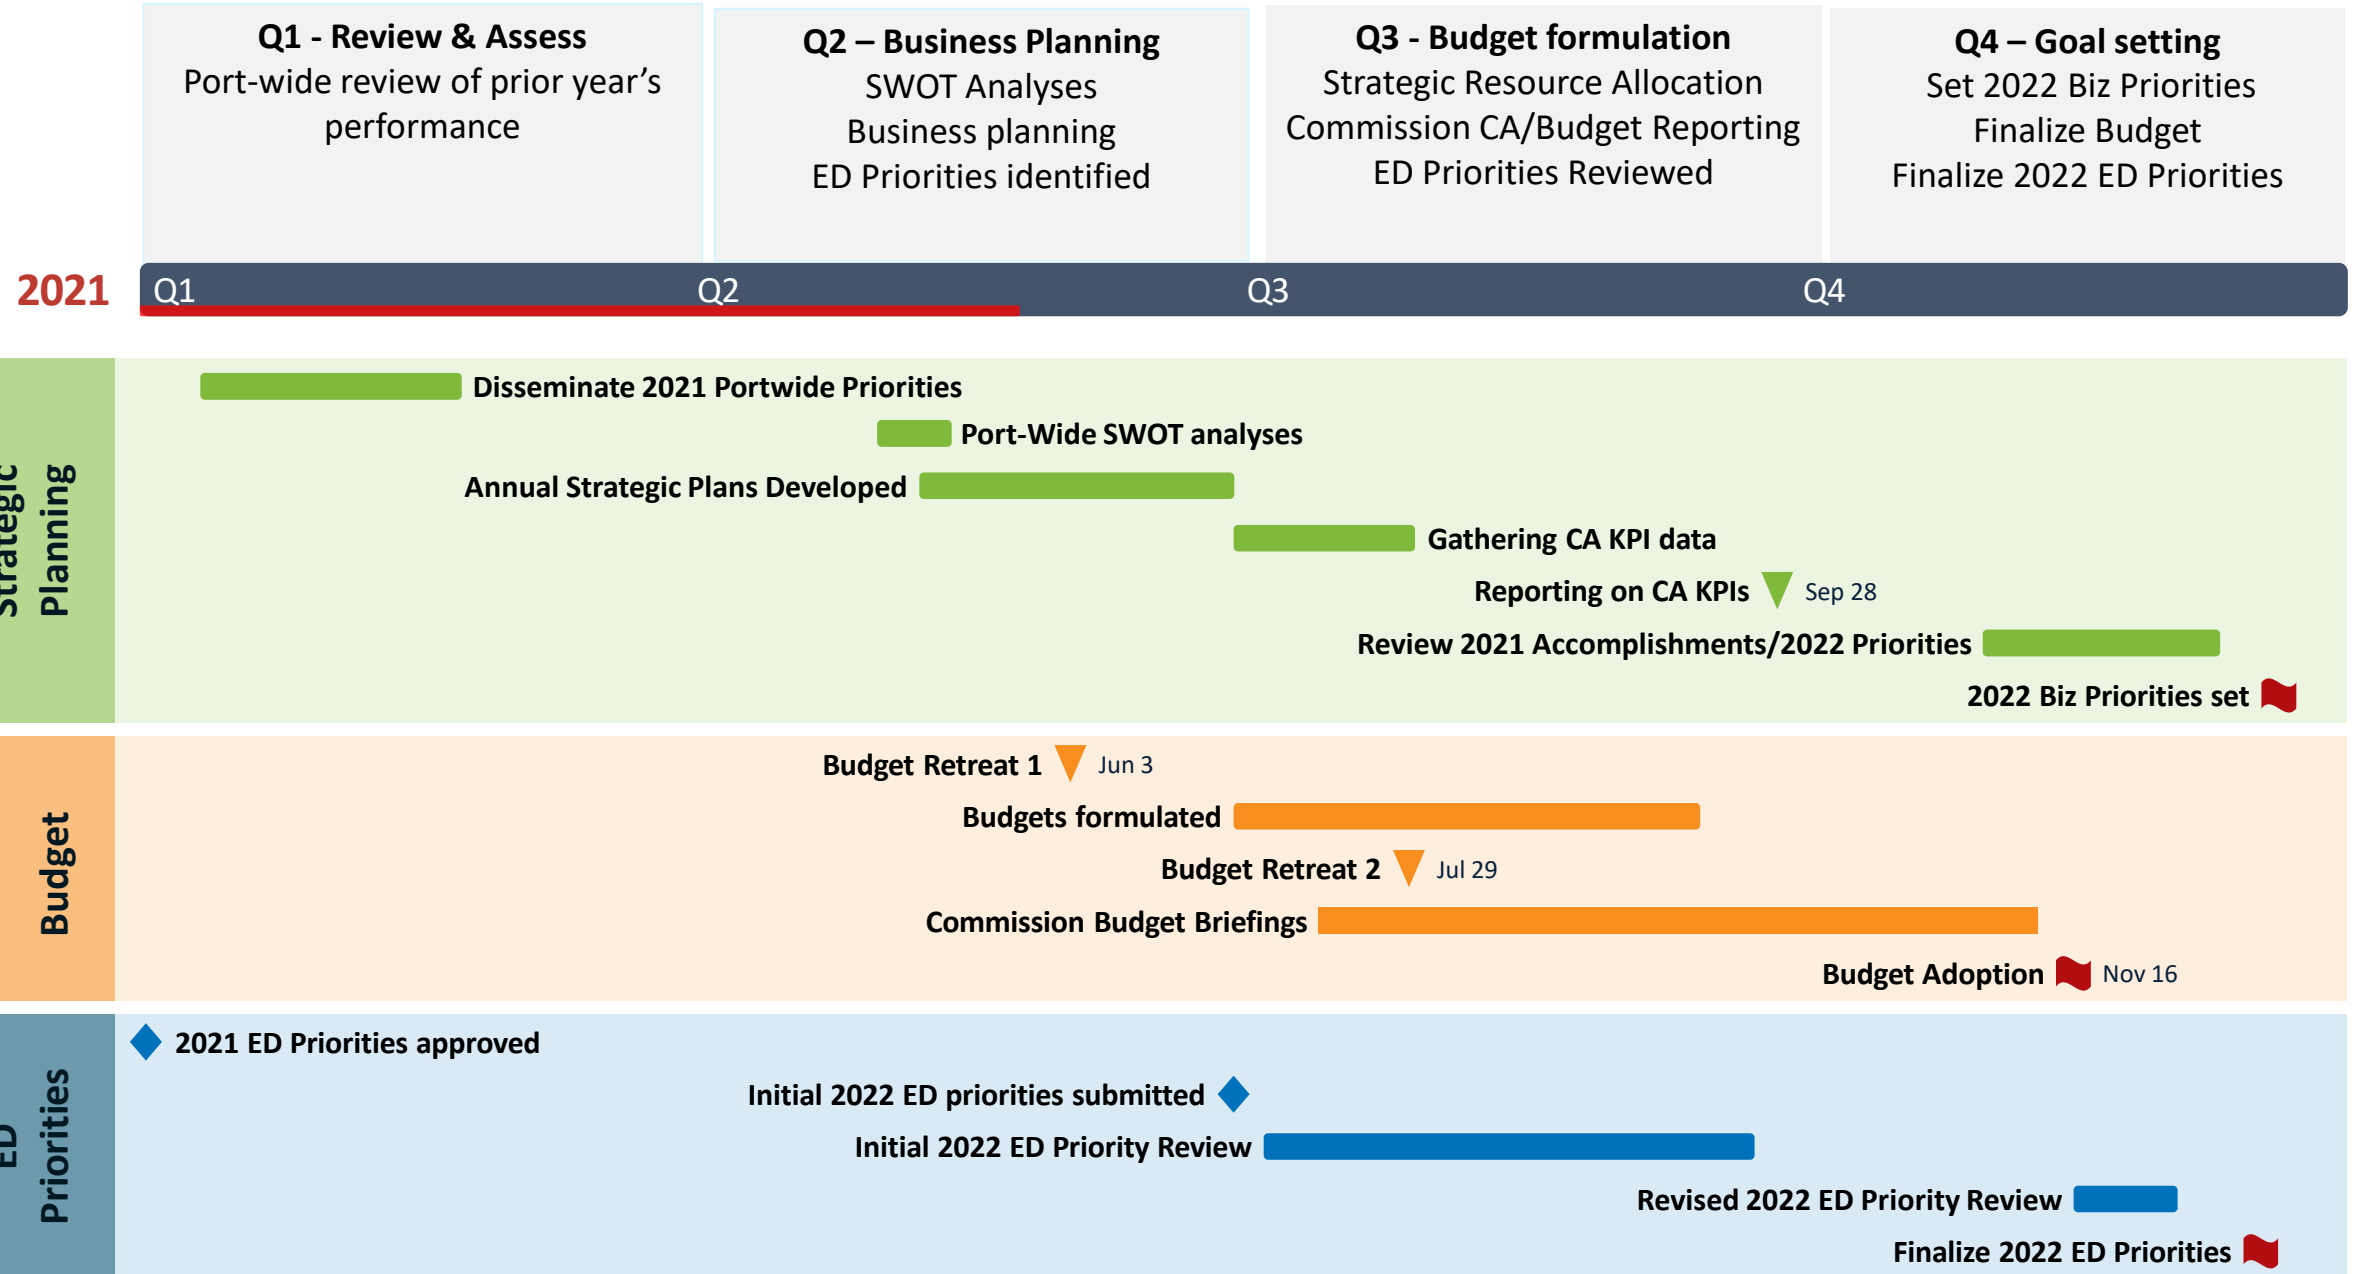 Q1 - Review & Assess
Port-wide review of prior year’s
performance
Q2 – Business Planning
SWOT Analyses
Business planning
ED Priorities identified
Q3 - Budget formulation
Strategic Resource Allocation
Commission CA/Budget Reporting
ED Priorities Reviewed
Q4 – Goal setting
Set 2022 Biz Priorities
Finalize Budget
Finalize 2022 ED Priorities
2021
Q1
Q2
Q3
Q4
Strategic
Planning
Disseminate 2021 Portwide Priorities
Port-Wide SWOT analyses
Annual Strategic Plans Developed
Gathering CA KPI data
Reporting on CA KPIs
Sep 28
Review 2021 Accomplishments/2022 Priorities
2022 Biz Priorities set
Budget
Budget Retreat 1
Jun 3
Budgets formulated
Budget Retreat 2
Jul 29
Commission Budget Briefings
Budget Adoption
Nov 16
ED
Priorities
2021 ED Priorities approved
Initial 2022 ED priorities submitted
Initial 2022 ED Priority Review
Revised 2022 ED Priority Review
Finalize 2022 ED Priorities